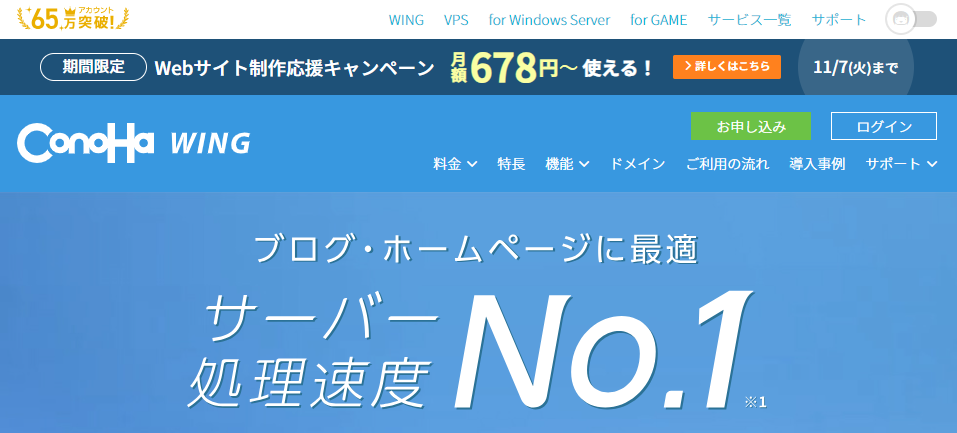 65万アカウント突破!
WING VPS for Windows Server for GAME サービス一覧 サポート
期間限定 Webサイト制作応援キャンペーン 月額678円～使える！ 詳しくはこちら 11/7(火)まで
お申し込み ログイン
ConoHa WING
料金 特長 機能 ドメイン ご利用の流れ 導入事例 サポート
ブログ・ホームページに最適
サーバー
処理速度
No.1
※1